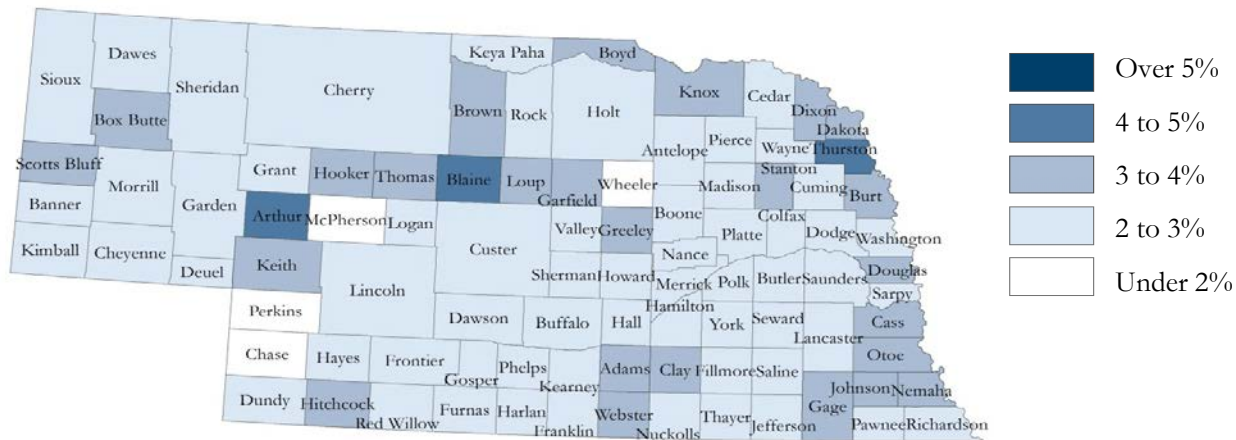 Sioux
Dawes
Sheridan
Cherry
Keya Paha
Boyd
Box Butte
Brown
Rock
Holt
Knox
Cedar
Dixon
Dakota
Antelope
Pierce
Wayne
Thurston
Scotts Bluff
Morrill
Garden
Grant
Hooker
Thomas
Blaine
Loup
Garfield
Wheeler
Madison
Stanton
Cuming
Burt
Banner
Arthur
McPherson
Logan
Custer
Valley
Greeley
Boone
Platte
Colfax
Dodge
Washington
Kimball
Cheyenne
Deuel
Keith
Lincoln
Sherman
Howard
Nance
Merrick
Polk
Butler
Saunders
Douglas
Sarpy
Perkins
Dawson
Buffalo
Hall
Hamilton
York
Seward
Lancaster
Cass
Otoe
Chase
Hayes
Frontier
Gosper
Phelps
Kearney
Adams
Clay
Fillmore
Saline
Dundy
Hitchcock
Red Willow
Furnas
Harlan
Franklin
Webster
Nuckolls
Thayer
Jefferson
Gage
Johnson
Nemaha
Pawnee
Richardson
Over 5%
4 to 5%
3 to 4%
2 to 3%
Under 2%